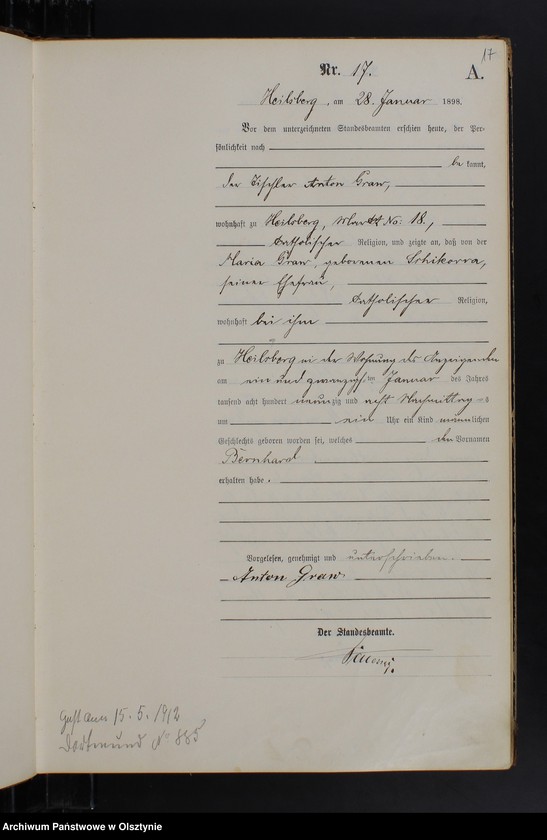 17
Nr. 17.
A.
Heilsberg, am 28. Januar 1898.
Vor dem unterzeichneten Standesbeamten erschien heute, der Per-
sönlichkeit nach
be kannt,
der Tischler Anton Graw,
wohnhaft zu Heilsberg, Markt No: 18.,
katholischer Religion, und zeigte an, daß von der
Maria Graw, geborenen Schikorra,
seiner Ehefrau,
katholischer Religion,
wohnhaft bei ihm
zu Heilsberg in der Wohnung des Anzeigenden
am ein und zwanzigsten Januar des Jahres
tausend acht hundert neunzig und acht Nachmittag s
um ein Uhr ein Kind männlichen
Geschlechts geboren worden sei, welches den Vornamen
Bernhard
erhalten habe.
Vorgelesen, genehmigt und unterschrieben.
Anton Graw
Der Standesbeamte.
15.5.1912
Dortmund No 885
Archiwum Państwowe w Olsztynie